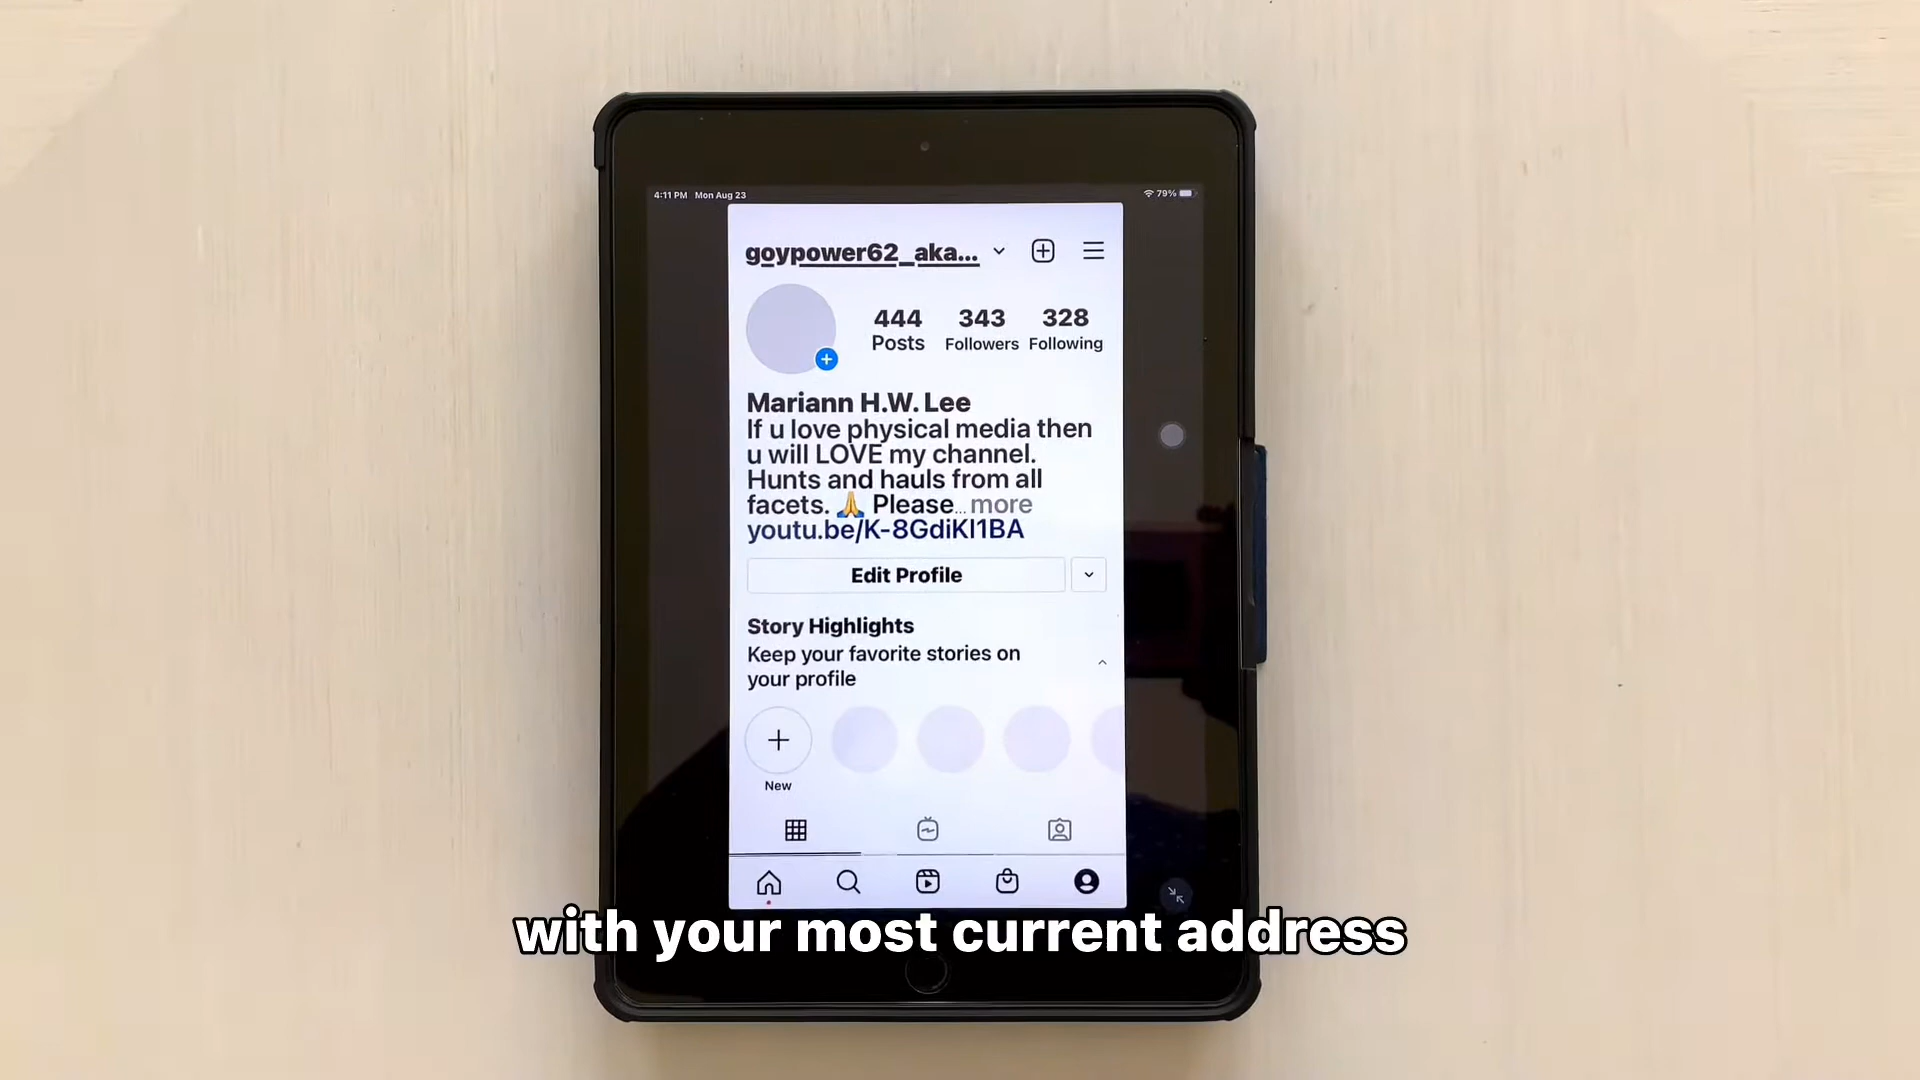 4:11 PM Mon Aug 23
79%
goypower62_aka...
444 343 328
Posts Followers Following
Mariann H.W. Lee
If u love physical media then
u will LOVE my channel.
Hunts and hauls from all
facets. 🙏 Please... more
youtu.be/K-8GdiKI1BA
Edit Profile
Story Highlights
Keep your favorite stories on
your profile
New
with your most current address